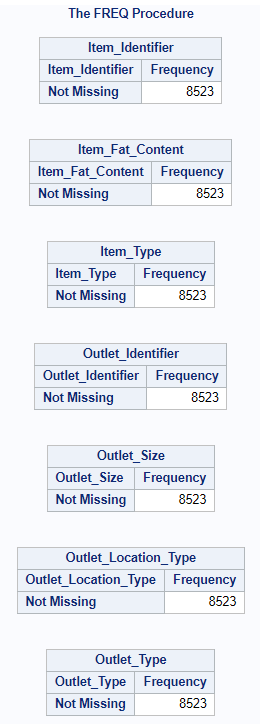 The FREQ Procedure
Item_Identifier
Item_Identifier Frequency
Not Missing 8523
Item_Fat_Content
Item_Fat_Content Frequency
Not Missing 8523
Item_Type
Item_Type Frequency
Not Missing 8523
Outlet_Identifier
Outlet_Identifier Frequency
Not Missing 8523
Outlet_Size
Outlet_Size Frequency
Not Missing 8523
Outlet_Location_Type
Outlet_Location_Type Frequency
Not Missing 8523
Outlet_Type
Outlet_Type Frequency
Not Missing 8523